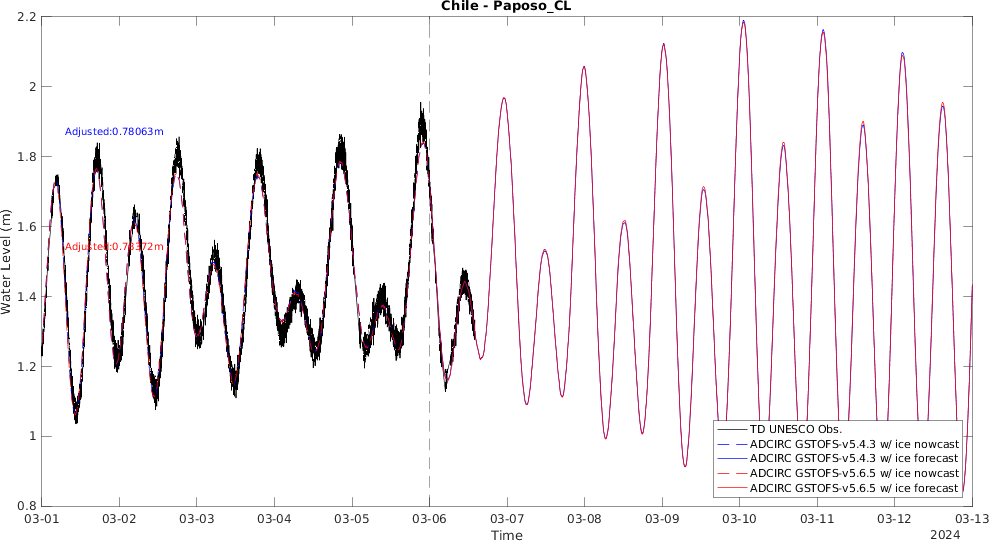 Chile - Paposo_CL
Water Level (m)
2.2
2
1.8
1.6
1.4
1.2
1
0.8
Adjusted:0.78063m
Adjusted:0.78372m
TD UNESCO Obs.
ADCIRC GSTOFS-v5.4.3 w/ ice nowcast
ADCIRC GSTOFS-v5.4.3 w/ ice forecast
ADCIRC GSTOFS-v5.6.5 w/ ice nowcast
ADCIRC GSTOFS-v5.6.5 w/ ice forecast
03-01 03-02 03-03 03-04 03-05 03-06 03-07 03-08 03-09 03-10 03-11 03-12 03-13
Time
2024